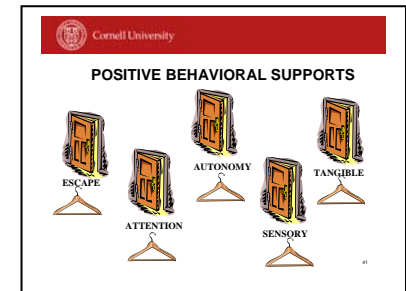 Cornell University
POSITIVE BEHAVIORAL SUPPORTS
ESCAPE
ATTENTION
AUTONOMY
SENSORY
TANGIBLE
41